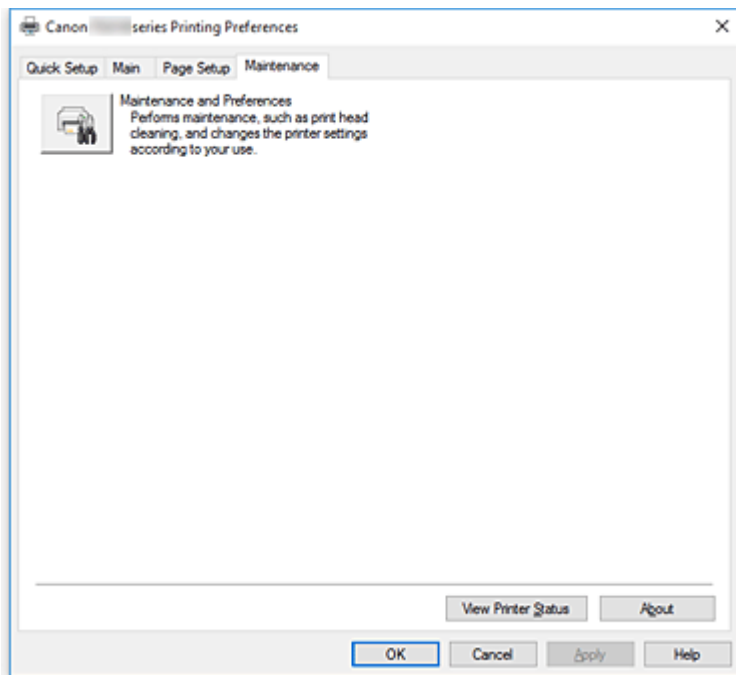 Canon series Printing Preferences
Quick Setup Main Page Setup Maintenance
Maintenance and Preferences
Performs maintenance, such as print head
cleaning, and changes the printer settings
according to your use.
View Printer Status About
OK Cancel Apply Help